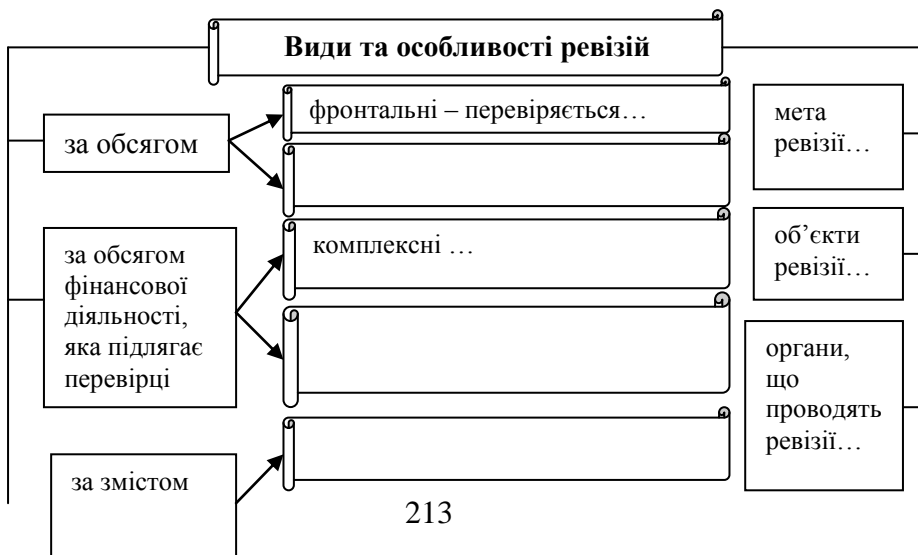 Види та особливості ревізій
за обсягом
фронтальні – перевіряється…
мета
ревізії…
за обсягом
фінансової
діяльності,
яка підлягає
перевірці
комплексні …
об’єкти
ревізії…
органи,
що
проводять
ревізії…
за змістом
213